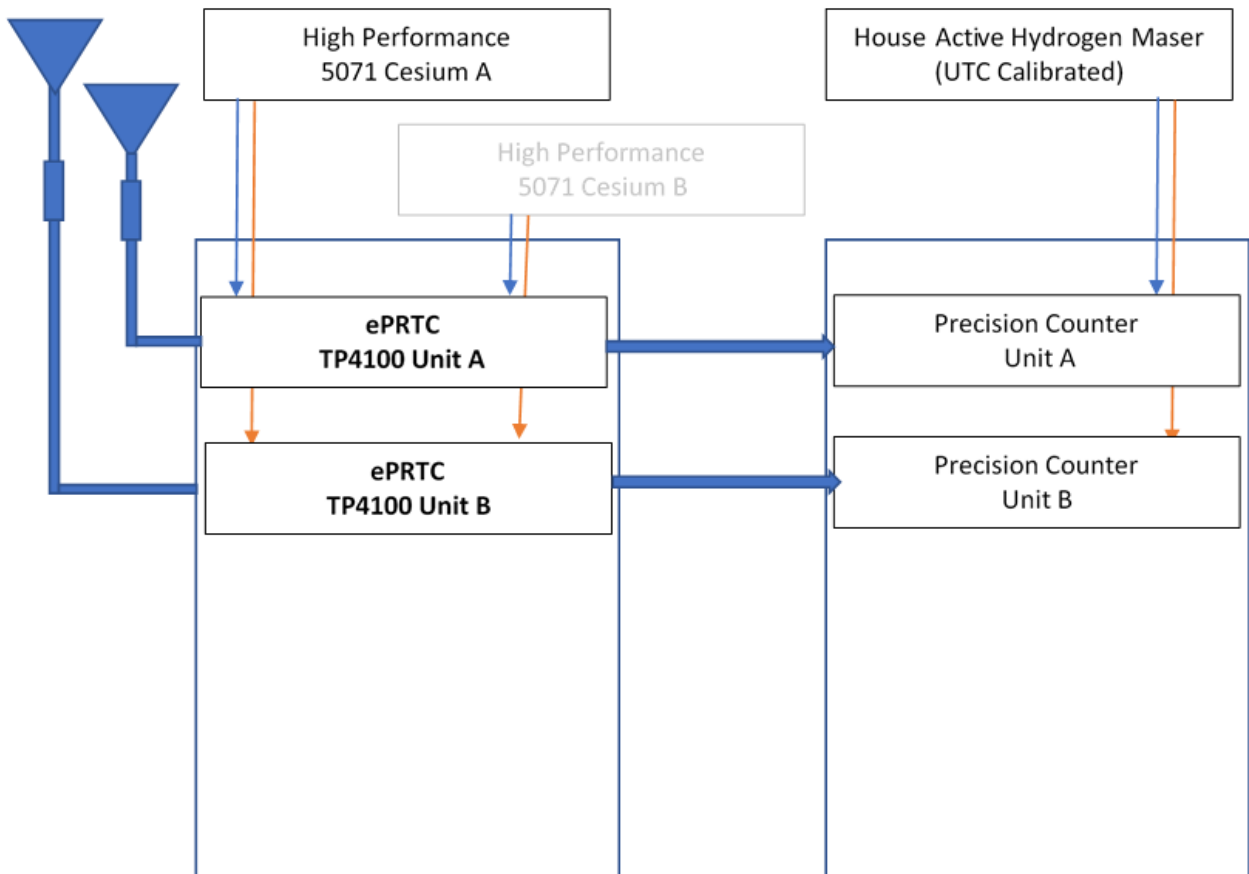 High Performance
5071 Cesium A
House Active Hydrogen Maser
(UTC Calibrated)
High Performance
5071 Cesium B
ePRTC
TP4100 Unit A
Precision Counter
Unit A
ePRTC
TP4100 Unit B
Precision Counter
Unit B